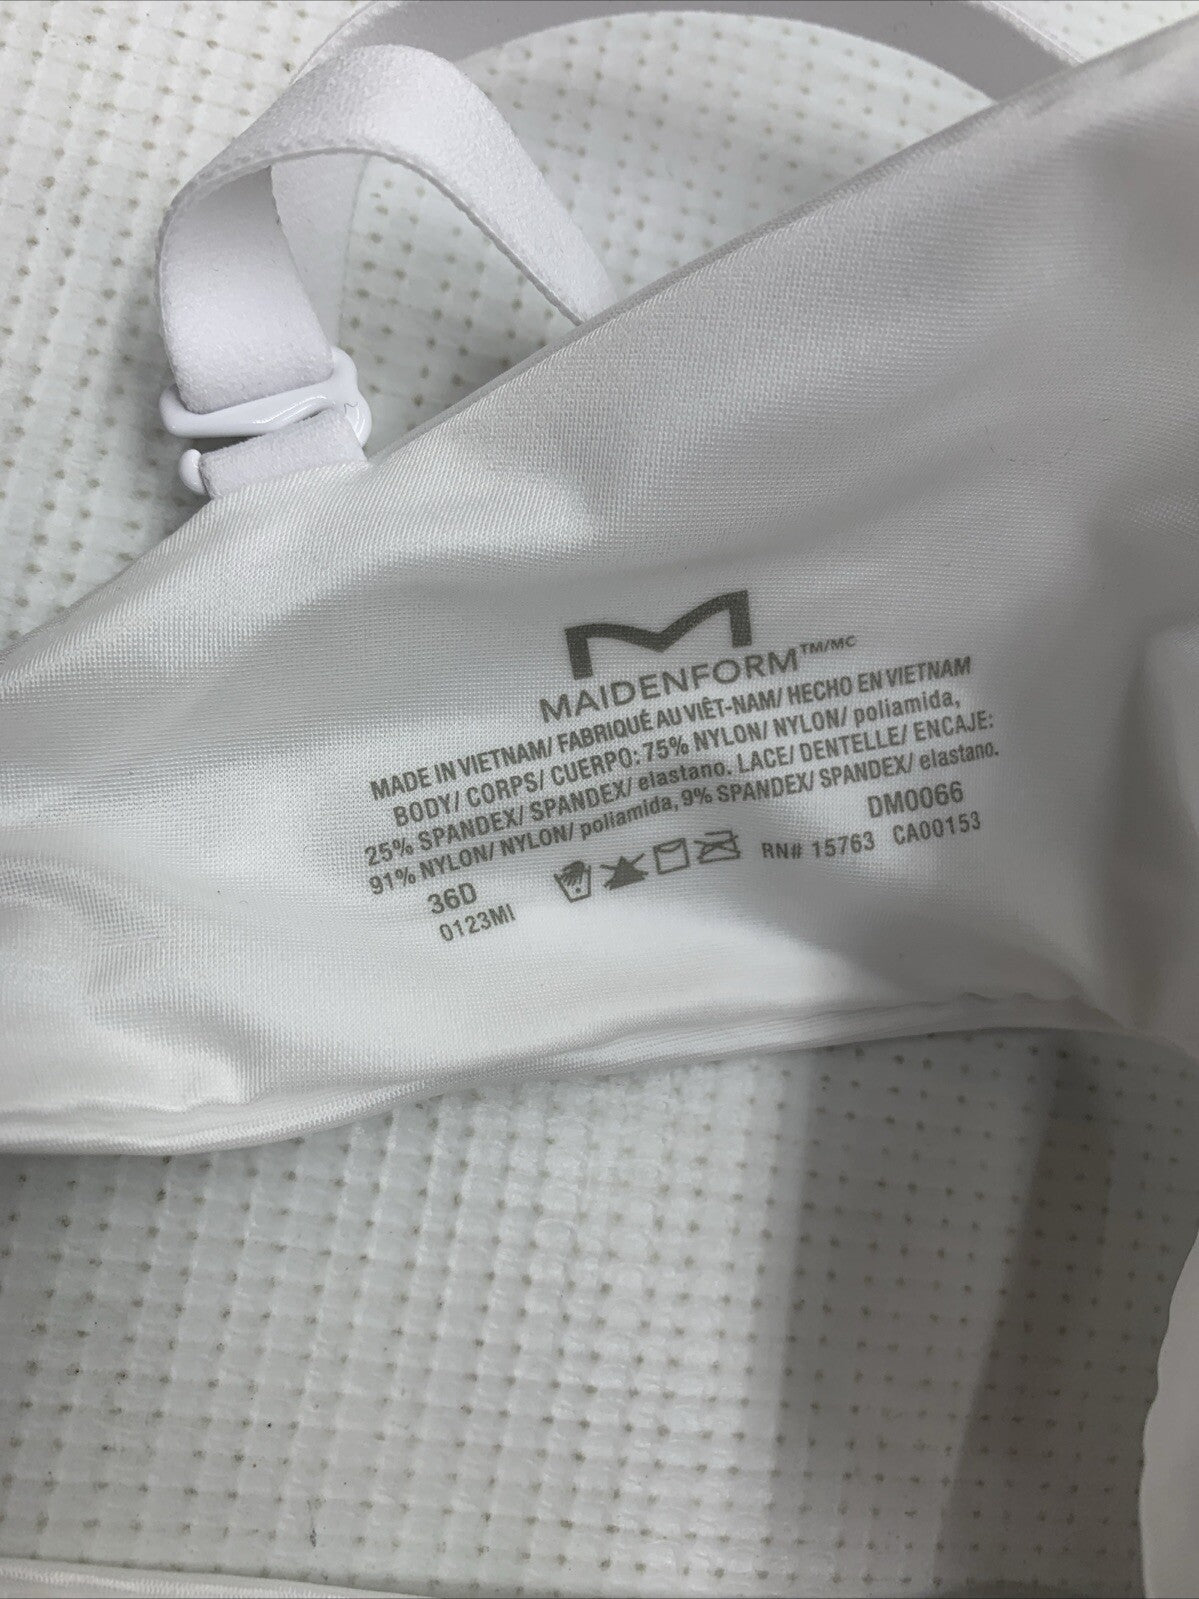 MAIDENFORM™/MC
MADE IN VIETNAM/ FABRIQUÉ AU VIÊT-NAM/ HECHO EN VIETNAM
BODY/ CORPS/ CUERPO: 75% NYLON/ NYLON/ poliamida,
25% SPANDEX/ SPANDEX/ elastano. LACE/ DENTELLE/ ENCAJE:
91% NYLON/ NYLON/ poliamida, 9% SPANDEX/ SPANDEX/ elastano.
36D DM0066
0123MI RN# 15763 CA00153